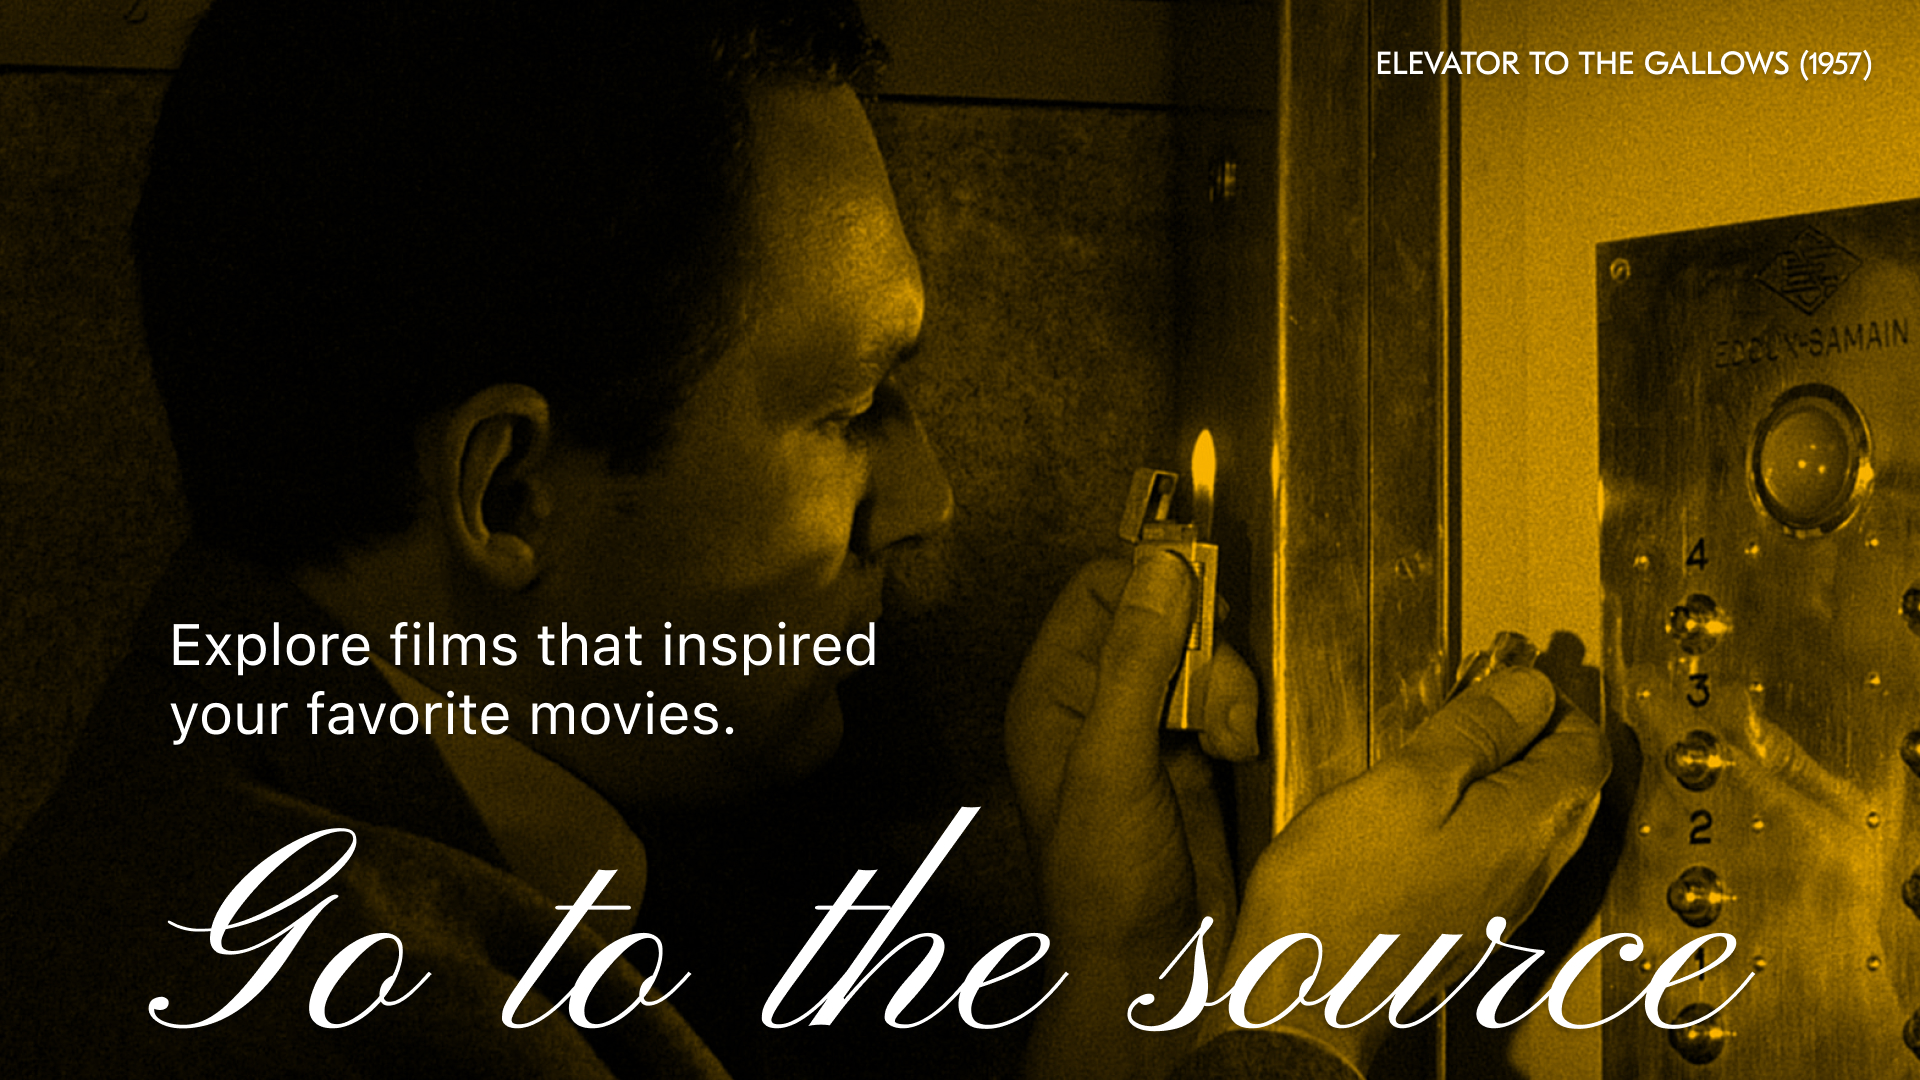 ELEVATOR TO THE GALLOWS (1957)
SAMAIN
4
3
2
1
Explore films that inspired
your favorite movies.
Go to the source